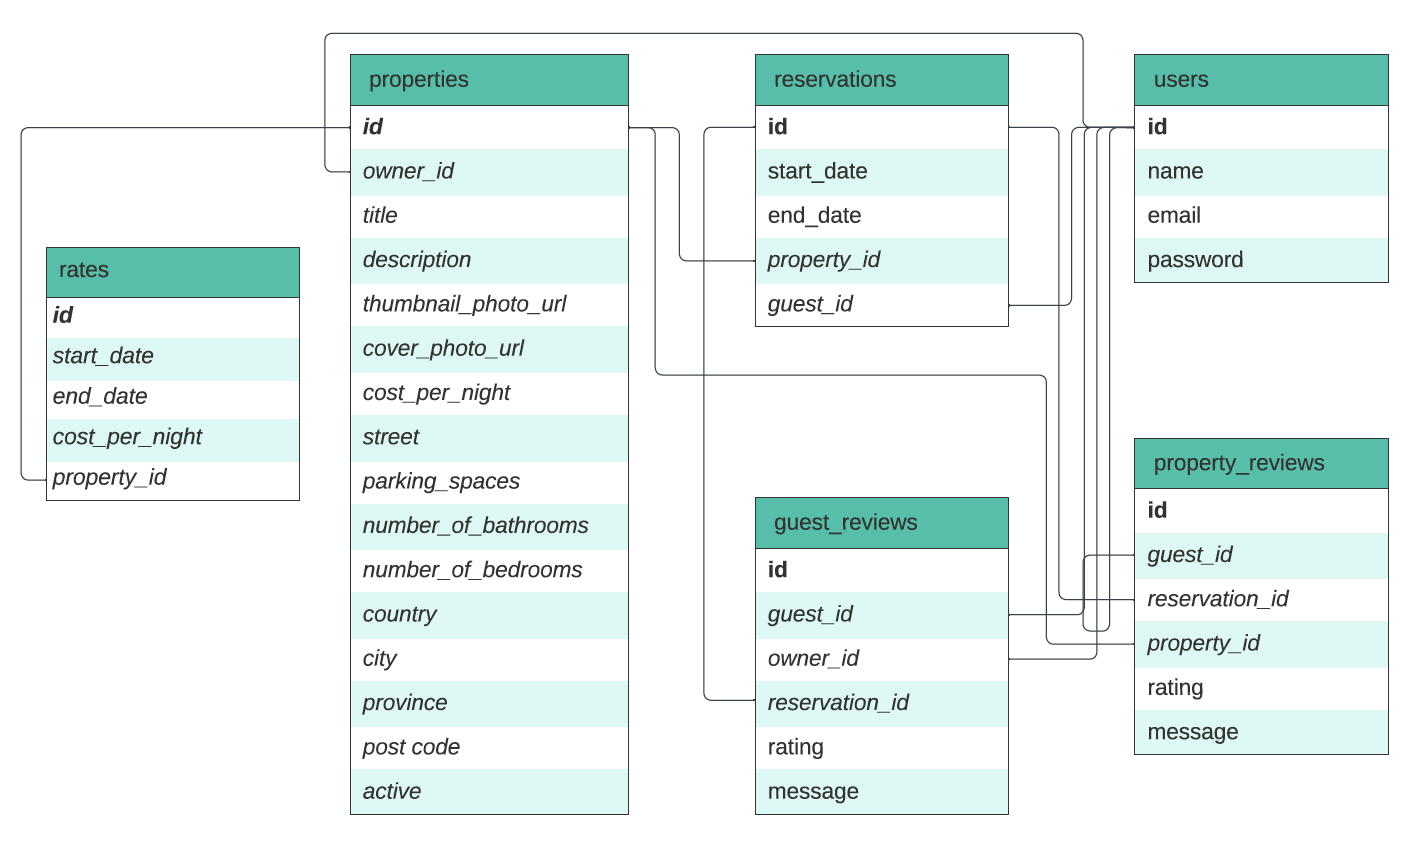 properties
id
owner_id
title
description
thumbnail_photo_url
cover_photo_url
cost_per_night
street
parking_spaces
number_of_bathrooms
number_of_bedrooms
country
city
province
post code
active
reservations
id
start_date
end_date
property_id
guest_id
users
id
name
email
password
rates
id
start_date
end_date
cost_per_night
property_id
guest_reviews
id
guest_id
owner_id
reservation_id
rating
message
property_reviews
id
guest_id
reservation_id
property_id
rating
message